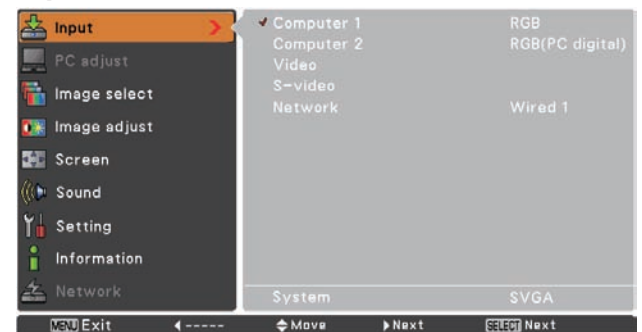 Input
PC adjust
Image select
Image adjust
Screen
Sound
Setting
Information
Network
Computer 1 RGB
Computer 2 RGB(PC digital)
Video
S-video
Network Wired 1
System SVGA
MENU Exit ----- Move Next SELECT Next